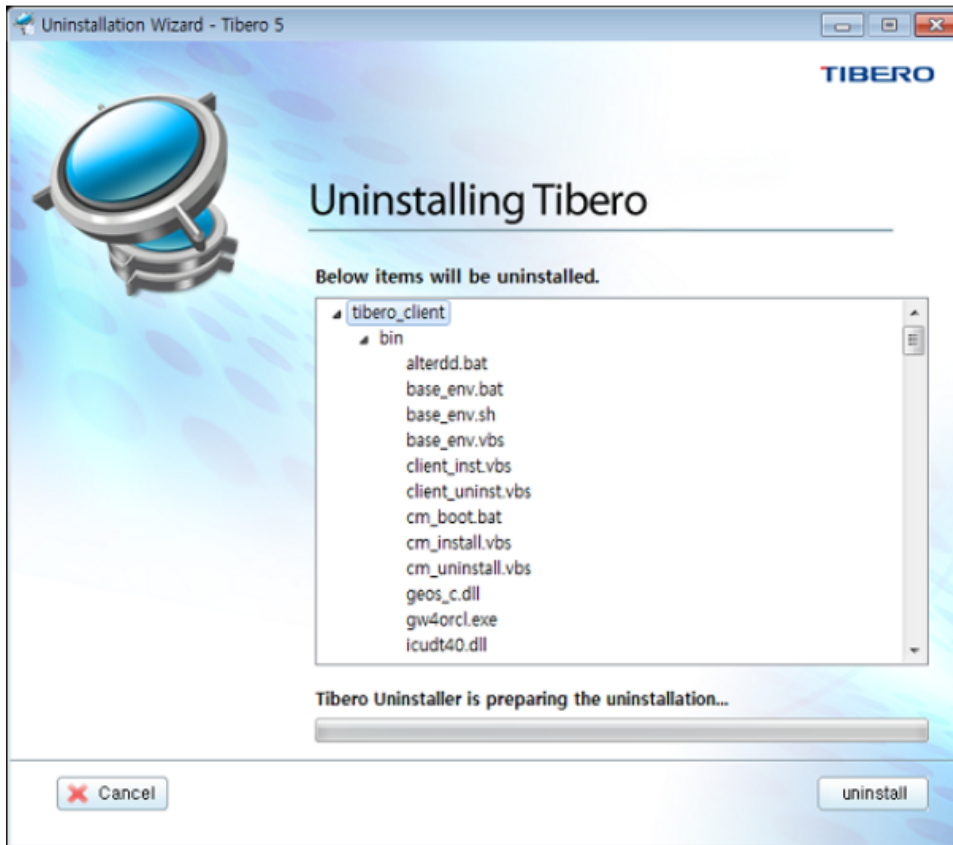 Uninstallation Wizard - Tibero 5
TIBERO
Uninstalling Tibero
Below items will be uninstalled.
tibero_client
bin
alterdd.bat
base_env.bat
base_env.sh
base_env.vbs
client_inst.vbs
client_uninst.vbs
cm_boot.bat
cm_install.vbs
cm_uninstall.vbs
geos_c.dll
gw4orcl.exe
icudt40.dll
Tibero Uninstaller is preparing the uninstallation...
Cancel
uninstall